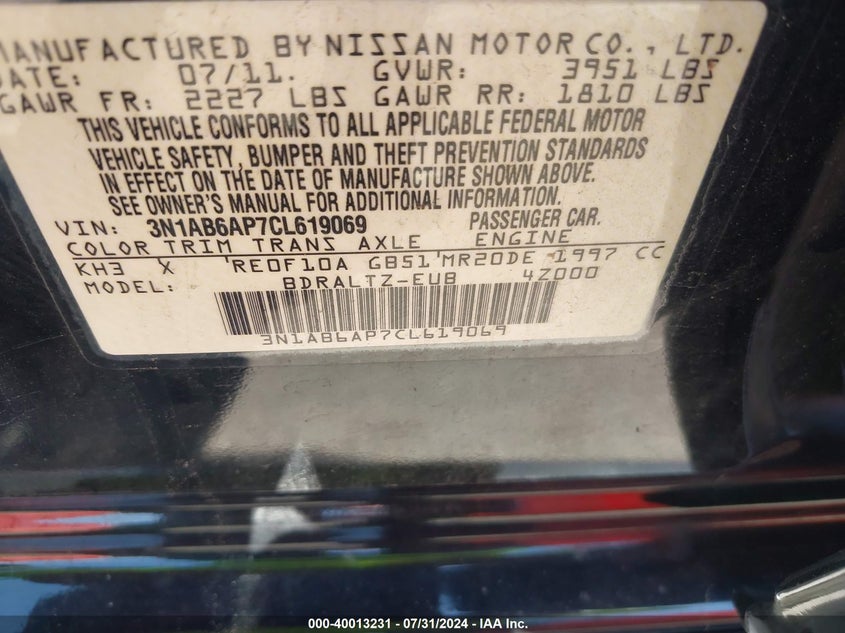 MANUFACTURED BY NISSAN MOTOR CO., LTD.
DATE: 07/11. GVWR: 3951 LBS
GAWR FR: 2227 LBS GAWR RR: 1810 LBS
THIS VEHICLE CONFORMS TO ALL APPLICABLE FEDERAL MOTOR
VEHICLE SAFETY, BUMPER AND THEFT PREVENTION STANDARDS
IN EFFECT ON THE DATE OF MANUFACTURE SHOWN ABOVE.
SEE OWNER'S MANUAL FOR ADDITIONAL INFORMATION.
VIN: 3N1AB6AP7CL619069 PASSENGER CAR.
COLOR TRIM TRANS AXLE ENGINE
KH3 X RE0F10A GB51 MR20DE 1997 CC
MODEL: BDRALTZ-EUB 4Z000
3N1AB6AP7CL619069
000-40013231 - 07/31/2024 - IAA Inc.